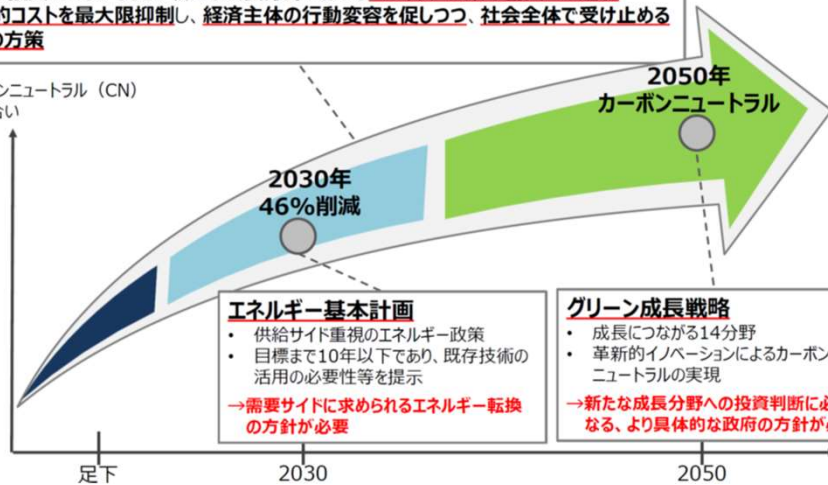 的コストを最大限抑制し、経済主体の行動変容を促しつつ、社会全体で受け止める
方策
ンニュートラル（CN）
合い
2050年
カーボンニュートラル
2030年
46%削減
エネルギー基本計画
• 供給サイド重視のエネルギー政策
• 目標まで10年以下であり、既存技術の
活用の必要性等を提示
→需要サイドに求められるエネルギー転換
の方針が必要
グリーン成長戦略
• 成長につながる14分野
• 革新的イノベーションによるカーボン
ニュートラルの実現
→新たな成長分野への投資判断に必
なる、より具体的な政府の方針が
足下
2030
2050